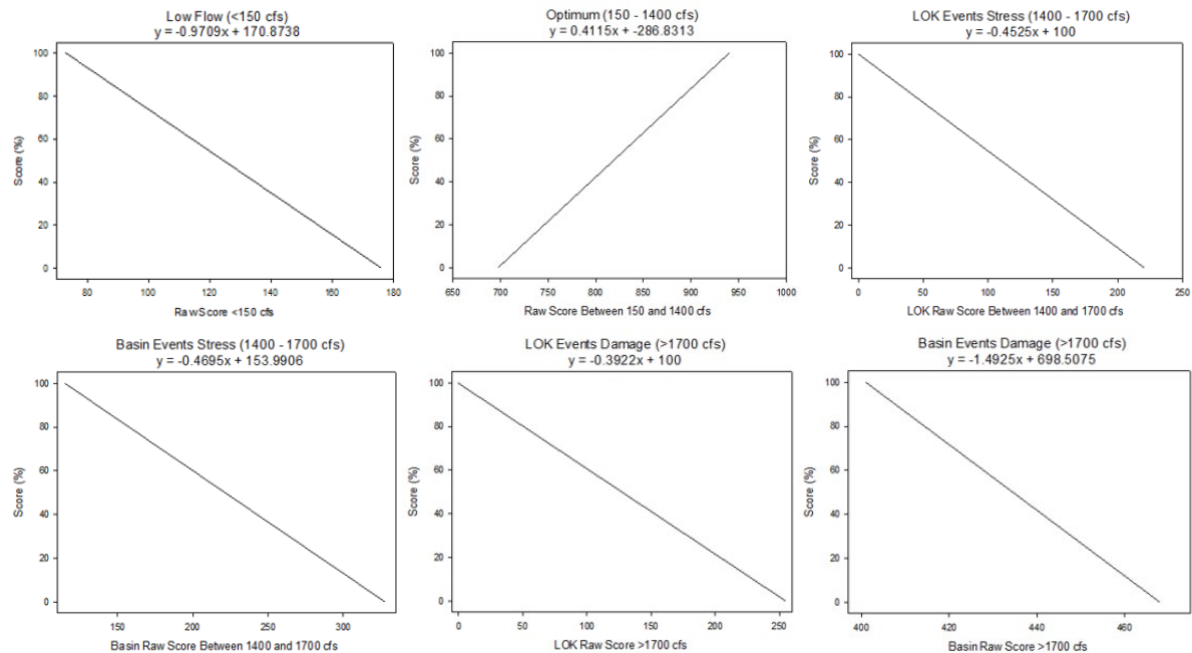 Low Flow (<150 cfs)
y = -0.9709x + 170.8738
100
80
60
40
20
0
Score (%)
80 100 120 140 160 180
Raw Score <150 cfs
Optimum (150 - 1400 cfs)
y = 0.4115x + -286.8313
100
80
60
40
20
0
Score (%)
650 700 750 800 850 900 950 1000
Raw Score Between 150 and 1400 cfs
LOK Events Stress (1400 - 1700 cfs)
y = -0.4525x + 100
100
80
60
40
20
0
Score (%)
0 50 100 150 200 250
LOK Raw Score Between 1400 and 1700 cfs
Basin Events Stress (1400 - 1700 cfs)
y = -0.4695x + 153.9906
100
80
60
40
20
0
Score (%)
150 200 250 300
Basin Raw Score Between 1400 and 1700 cfs
LOK Events Damage (>1700 cfs)
y = -0.3922x + 100
100
80
60
40
20
0
Score (%)
0 50 100 150 200 250
LOK Raw Score >1700 cfs
Basin Events Damage (>1700 cfs)
y = -1.4925x + 698.5075
100
80
60
40
20
0
Score (%)
400 420 440 460
Basin Raw Score >1700 cfs